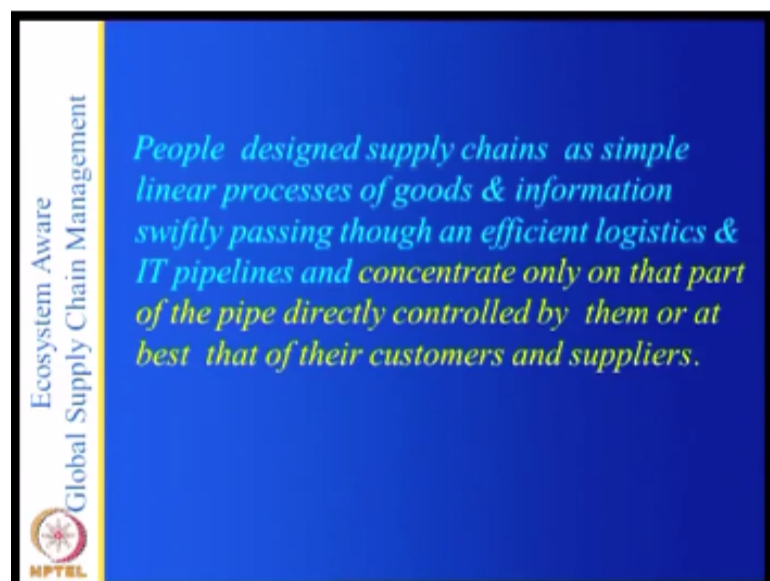 Ecosystem Aware
Global Supply Chain Management
People designed supply chains as simple
linear processes of goods & information
swiftly passing though an efficient logistics &
IT pipelines and concentrate only on that part
of the pipe directly controlled by them or at
best that of their customers and suppliers.
NPTEL